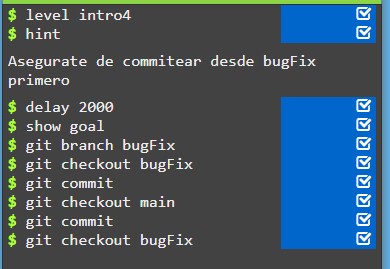 $ level intro4
$ hint
Asegurate de commitear desde bugFix
primero
$ delay 2000
$ show goal
$ git branch bugFix
$ git checkout bugFix
$ git commit
$ git checkout main
$ git commit
$ git checkout bugFix